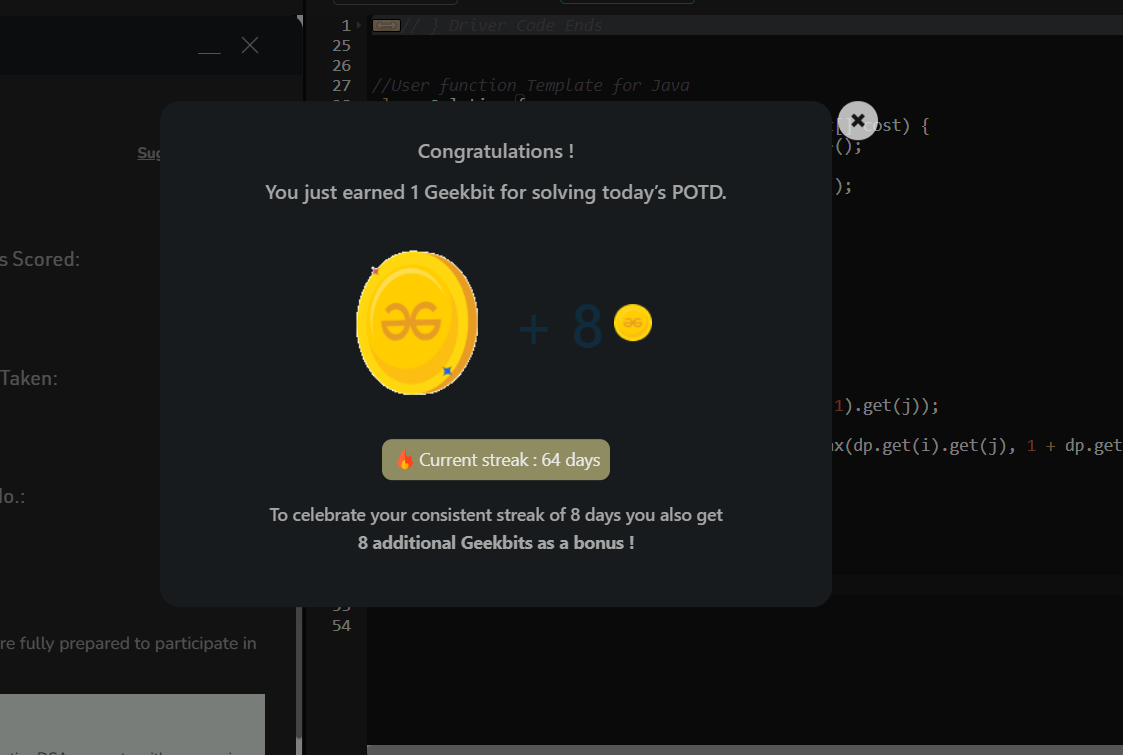 1 // } Driver Code Ends
25
26
27 //User function Template for Java
[] cost) {
();
);
Sug
Congratulations !
You just earned 1 Geekbit for solving today’s POTD.
s Scored:
+ 8
Taken:
1).get(j));
ax(dp.get(i).get(j), 1 + dp.get
Current streak : 64 days
No.:
To celebrate your consistent streak of 8 days you also get
8 additional Geekbits as a bonus !
54
re fully prepared to participate in